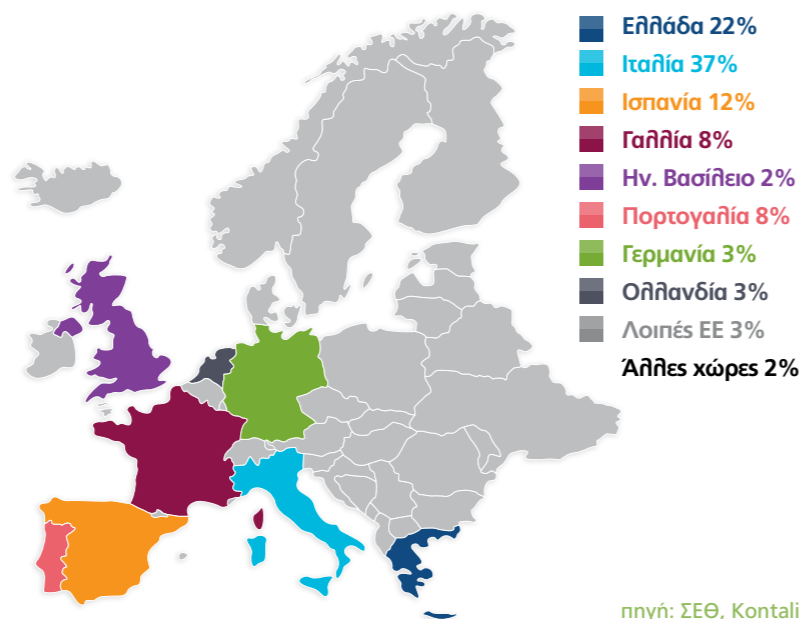 Ελλάδα 22%
Ιταλία 37%
Ισπανία 12%
Γαλλία 8%
Ην. Βασίλειο 2%
Πορτογαλία 8%
Γερμανία 3%
Ολλανδία 3%
Λοιπές ΕΕ 3%
Άλλες χώρες 2%
πηγή: ΣΕΘ, Kontali